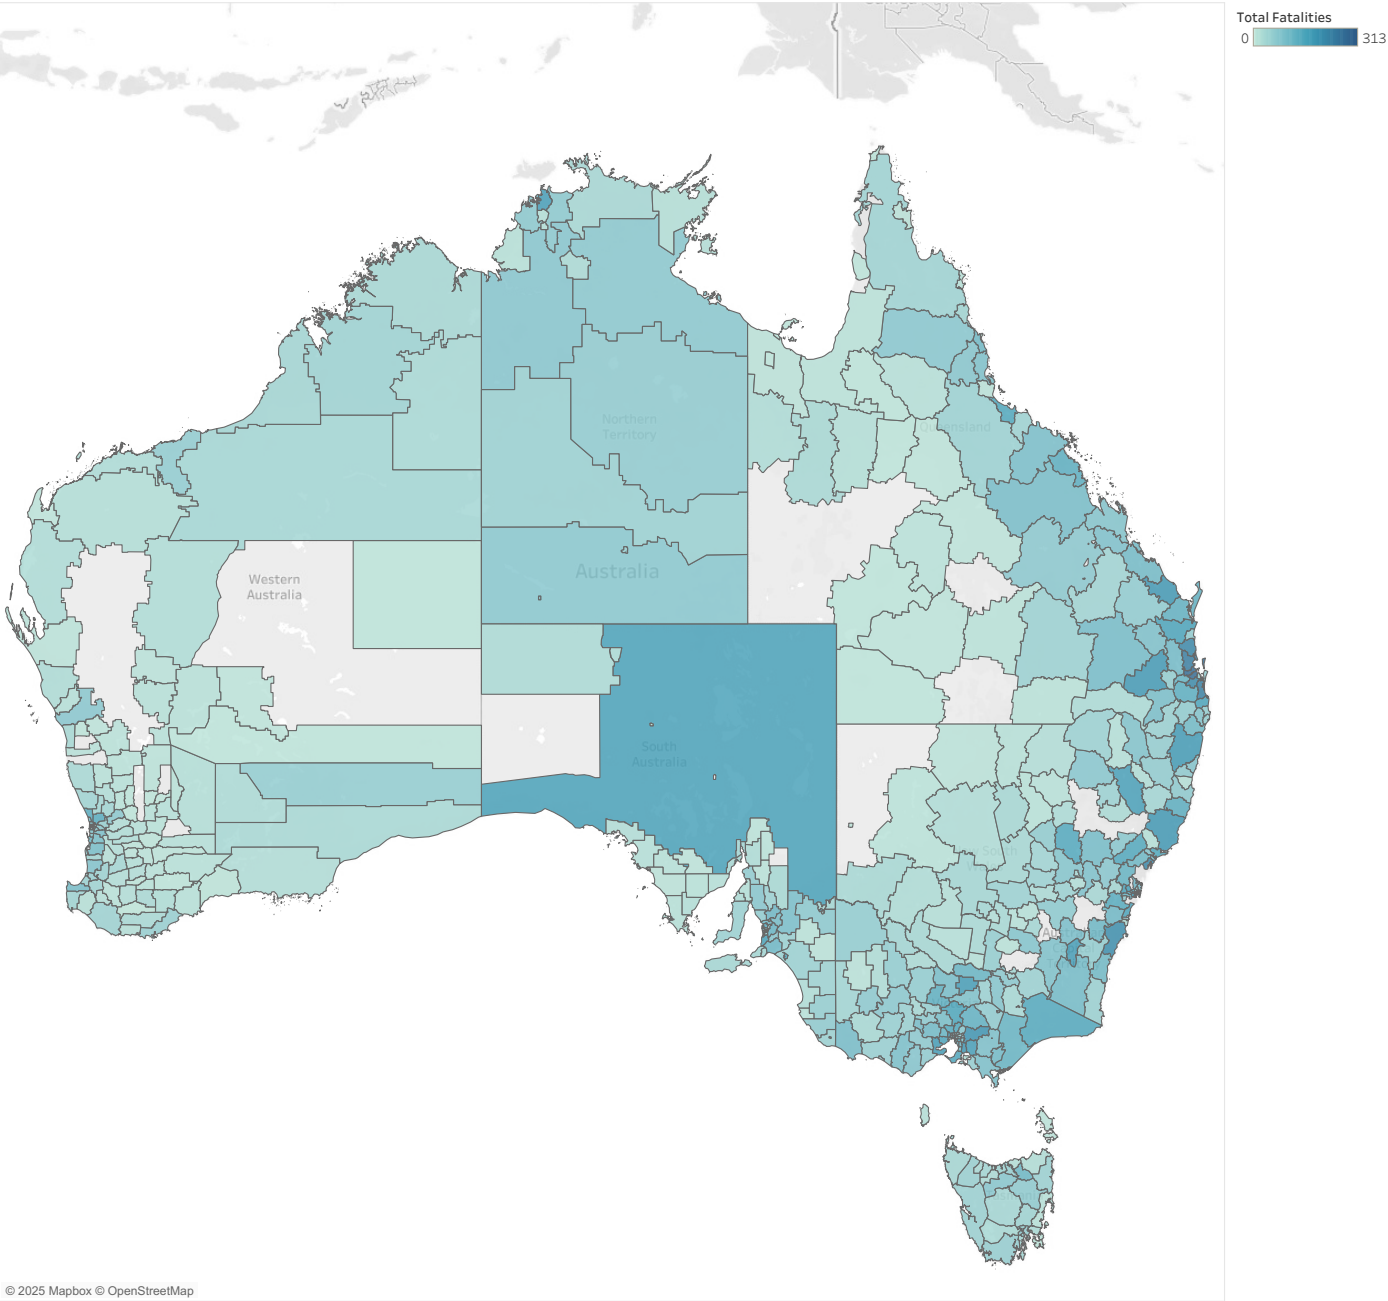 Total Fatalities
0 313
Northern
Territory
Queensland
Australia
Western
Australia
South
Australia
© 2025 Mapbox © OpenStreetMap